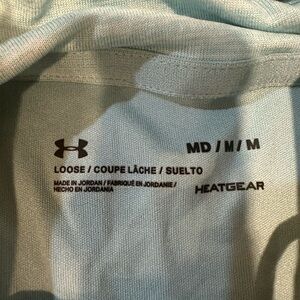 MD / M / M
LOOSE / COUPE LÂCHE / SUELTO
MADE IN JORDAN / FABRIQUÉ EN JORDANIE /
HECHO EN JORDANIA
HEATGEAR